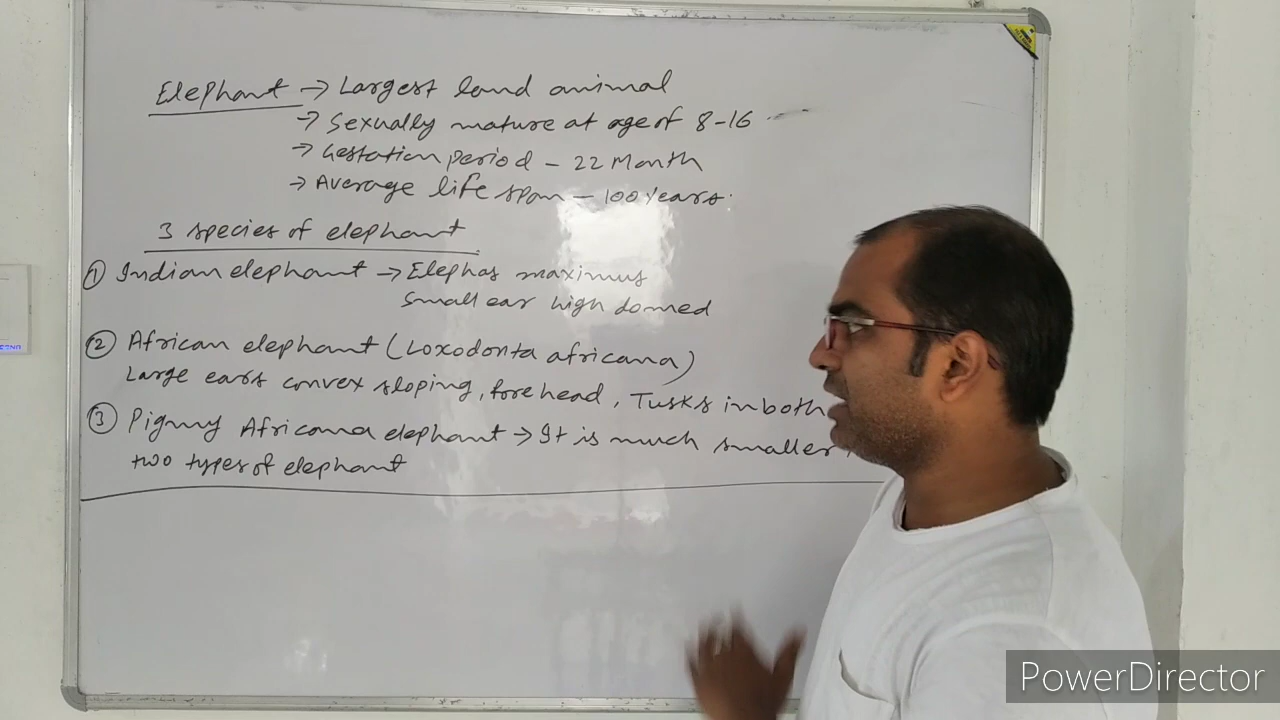 Elephant → Largest land animal
→ Sexually mature at age of 8-16
→ Gestation period - 22 Month
→ Average life span - 100 years.
3 species of elephant
① Indian elephant → Elephas maximus
Small ear high domed
② African elephant (Loxodonta africana)
Large ears convex sloping, forehead, Tusks in both
③ Pigmy Africana elephant → It is much smaller
two types of elephant
PowerDirector